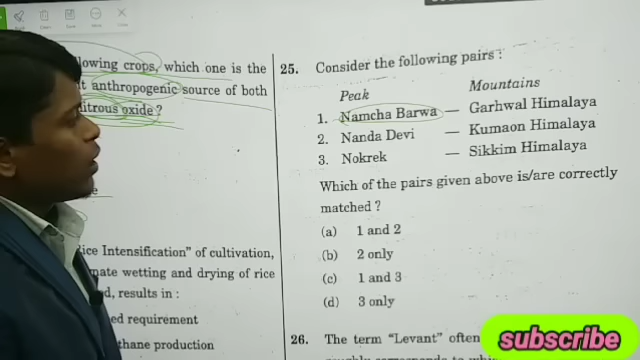 lowing crops, which one is the
t anthropogenic source of both
nitrous oxide?
e
ice Intensification" of cultivation,
nate wetting and drying of rice
d, results in :
ed requirement
thane production
25. Consider the following pairs :
Peak Mountains
1. Namcha Barwa — Garhwal Himalaya
2. Nanda Devi — Kumaon Himalaya
3. Nokrek — Sikkim Himalaya
Which of the pairs given above is/are correctly
matched ?
(a) 1 and 2
(b) 2 only
(c) 1 and 3
(d) 3 only
26. The term "Levant" often
subscribe